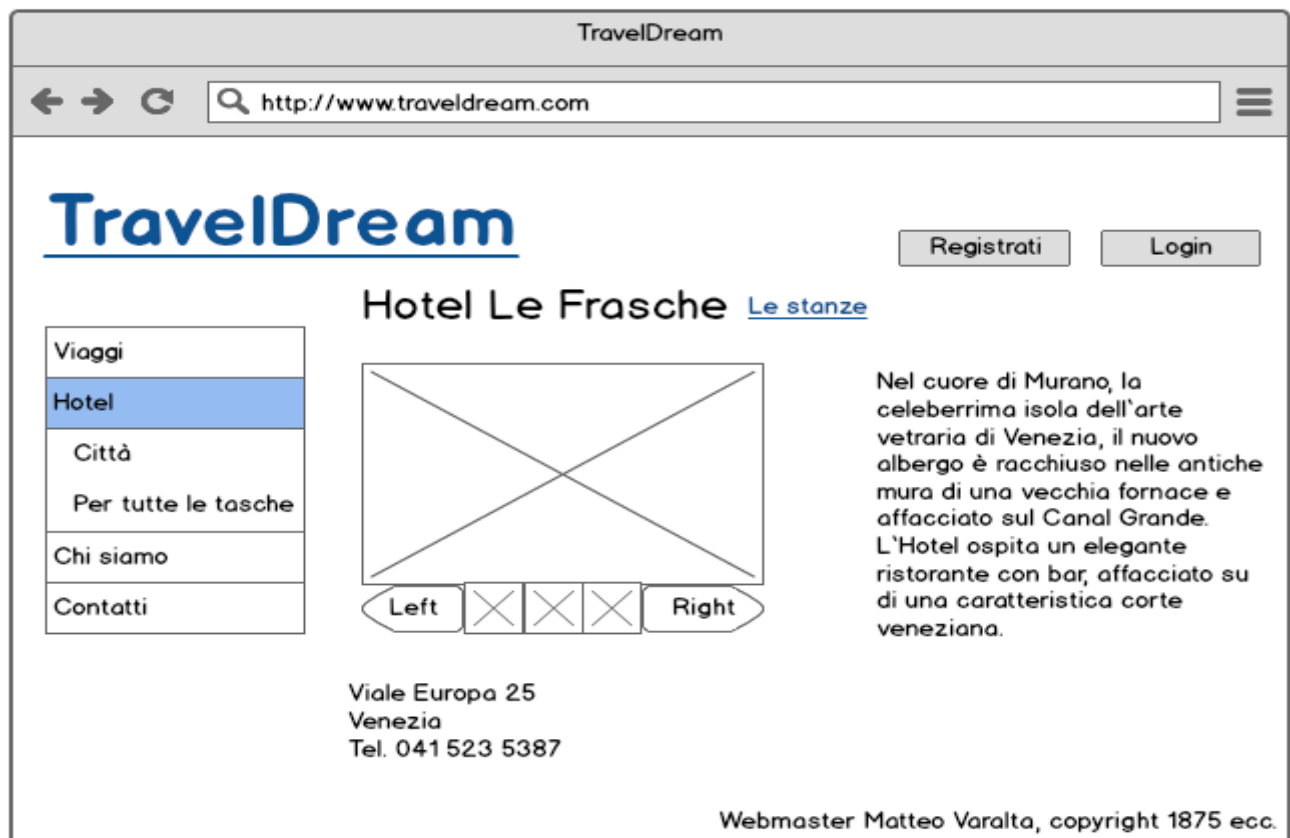 TravelDream
http://www.traveldream.com
TravelDream
Registrati
Login
Hotel Le Frasche Le stanze
Viaggi
Hotel
Città
Per tutte le tasche
Chi siamo
Contatti
Left
Right
Nel cuore di Murano, la
celeberrima isola dell`arte
vetraria di Venezia, il nuovo
albergo è racchiuso nelle antiche
mura di una vecchia fornace e
affacciato sul Canal Grande.
L`Hotel ospita un elegante
ristorante con bar, affacciato su
di una caratteristica corte
veneziana.
Viale Europa 25
Venezia
Tel. 041 523 5387
Webmaster Matteo Varalta, copyright 1875 ecc.